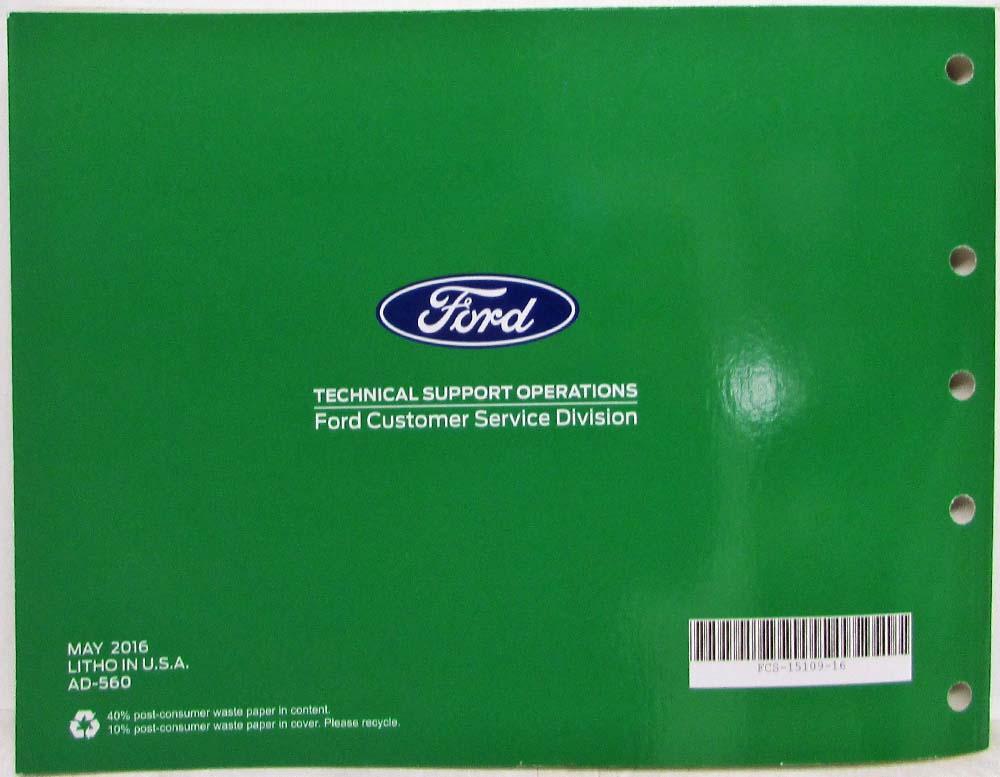 Ford
TECHNICAL SUPPORT OPERATIONS
Ford Customer Service Division
MAY 2016
LITHO IN U.S.A.
AD-560
40% post-consumer waste paper in content.
10% post-consumer waste paper in cover. Please recycle.
FCS-15109-16